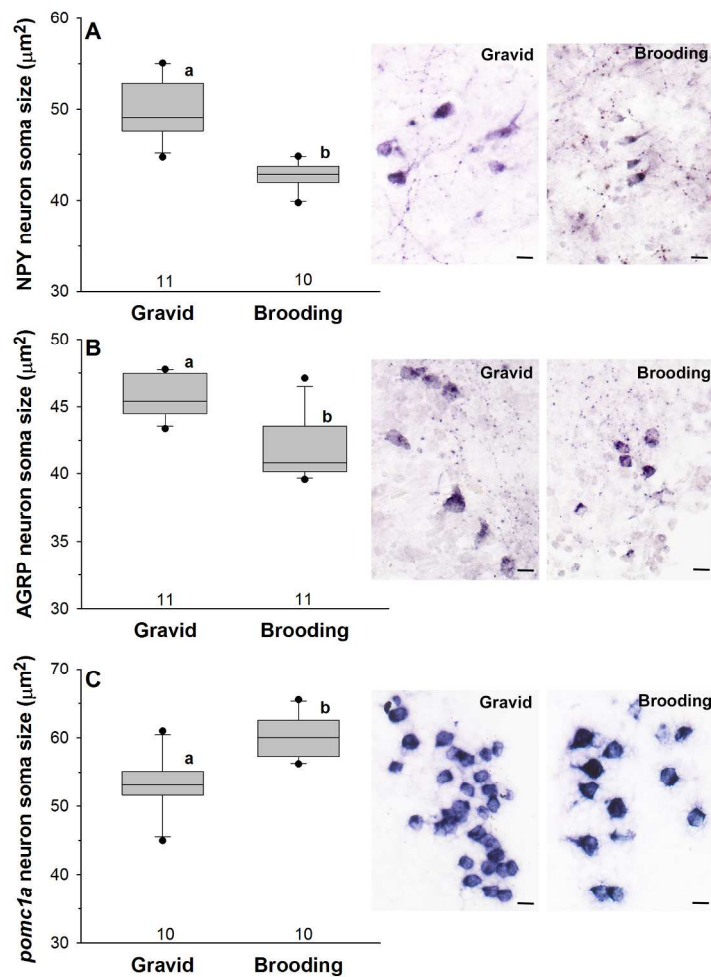 A
NPY neuron soma size (μm²)
60
50
40
30
a
b
11
10
Gravid
Brooding
Gravid
Brooding
B
AGRP neuron soma size (μm²)
50
45
40
35
30
a
b
11
11
Gravid
Brooding
Gravid
Brooding
C
pomc1a neuron soma size (μm²)
70
60
50
40
30
a
b
10
10
Gravid
Brooding
Gravid
Brooding